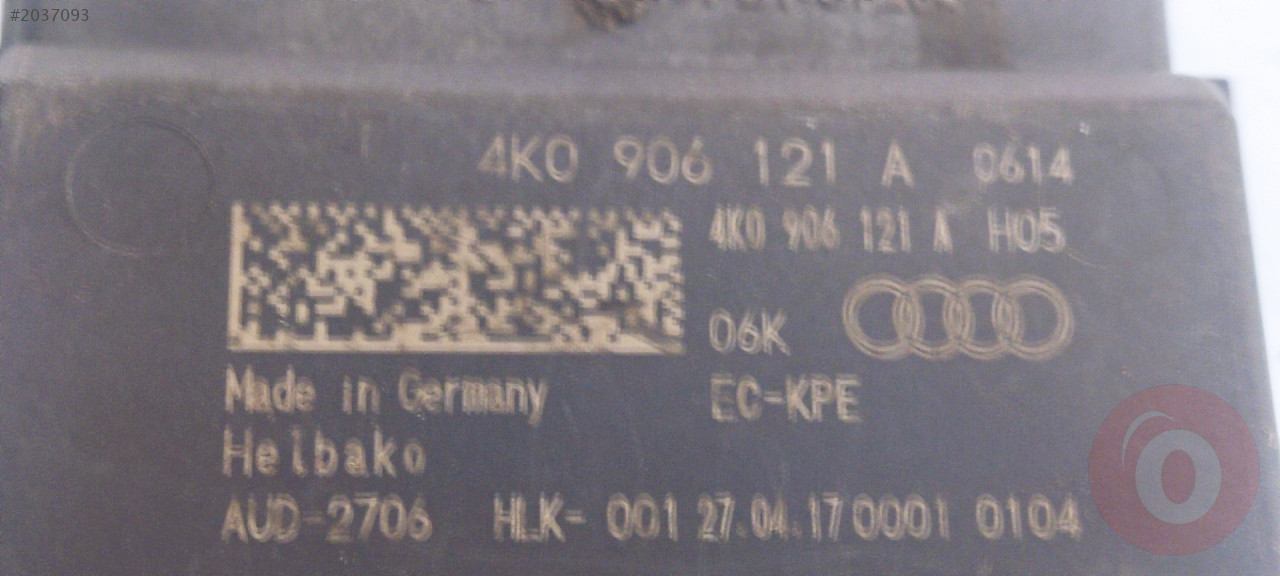 #2037093
4K0 906 121 A 0614
4K0 906 121 A H05
06K
EC-KPE
Made in Germany
Helbako
AUD-2706 HLK- 001 27.04.17 0001 0104